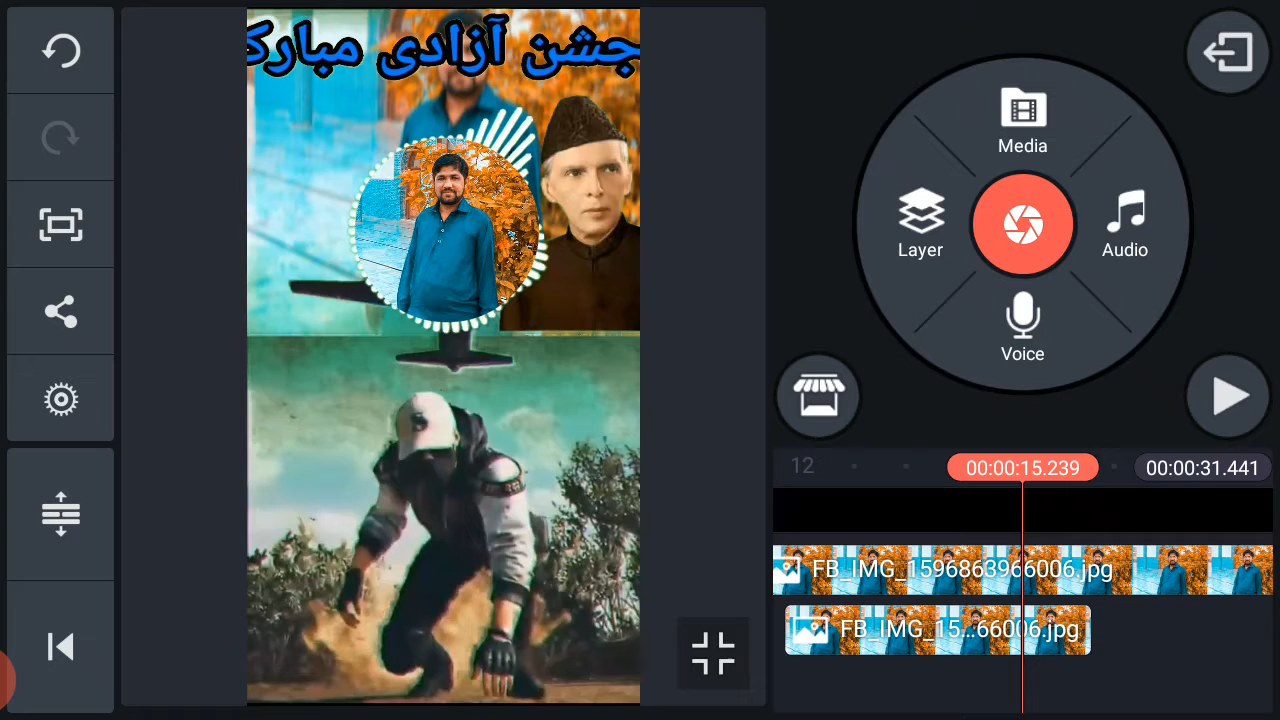 جشن آزادی مبارک
Media
Layer
Audio
Voice
12
00:00:15.239
00:00:31.441
FB_IMG_1596863966006.jpg
FB_IMG_15...66006.jpg